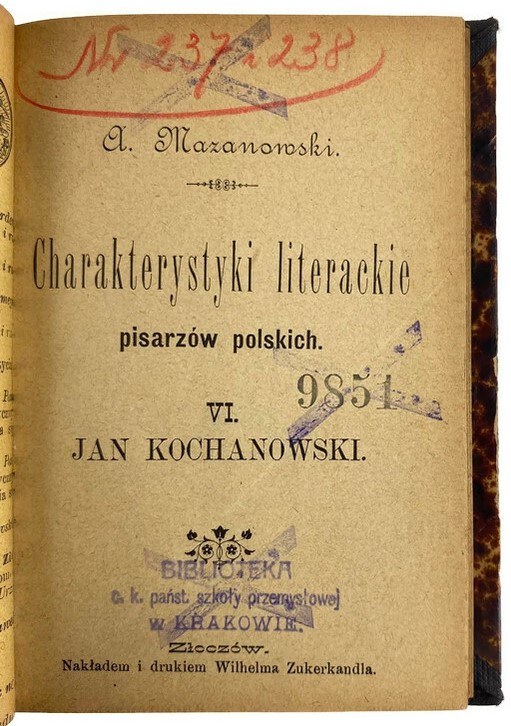 Nr 237 i 238
A. Mazanowski.
Charakterystyki literackie
pisarzów polskich.
9851
VI.
JAN KOCHANOWSKI.
BIBLIOTEKA
c. k. państ. szkoły przemysłowej
w KRAKOWIE.
Złoczów.
Nakładem i drukiem Wilhelma Zukerkandla.